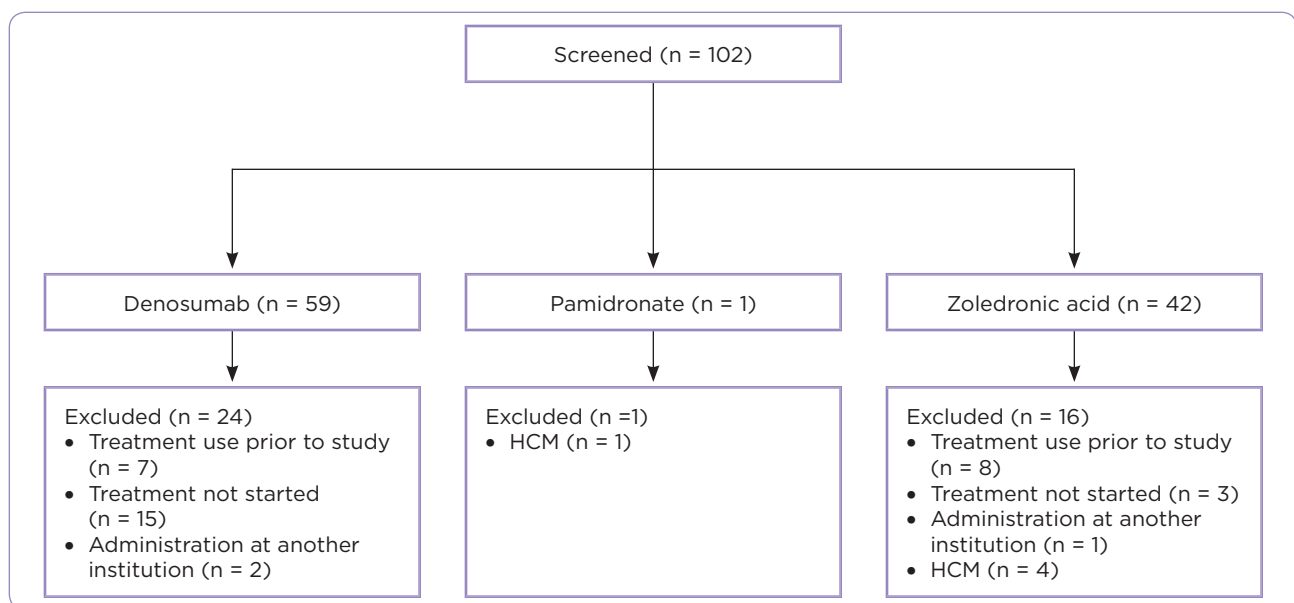 Screened (n = 102)
Denosumab (n = 59)
Pamidronate (n = 1)
Zoledronic acid (n = 42)
Excluded (n = 24)
• Treatment use prior to study
(n = 7)
• Treatment not started
(n = 15)
• Administration at another
institution (n = 2)
Excluded (n =1)
• HCM (n = 1)
Excluded (n = 16)
• Treatment use prior to study
(n = 8)
• Treatment not started (n = 3)
• Administration at another
institution (n = 1)
• HCM (n = 4)